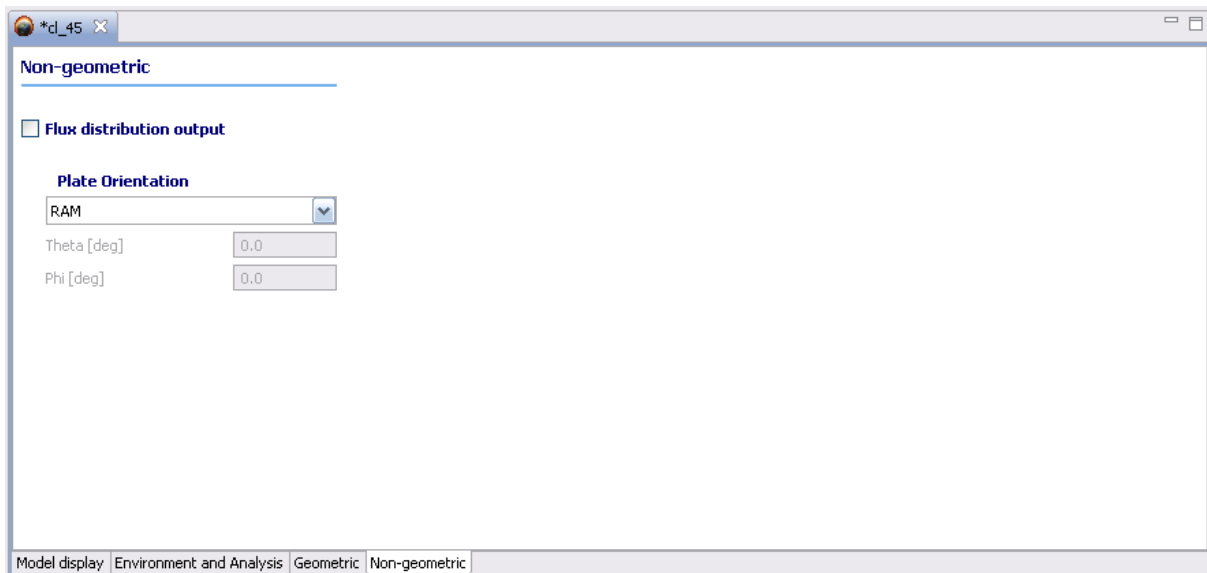 *cl_45
Non-geometric
Flux distribution output
Plate Orientation
RAM
Theta [deg] 0.0
Phi [deg] 0.0
Model display Environment and Analysis Geometric Non-geometric